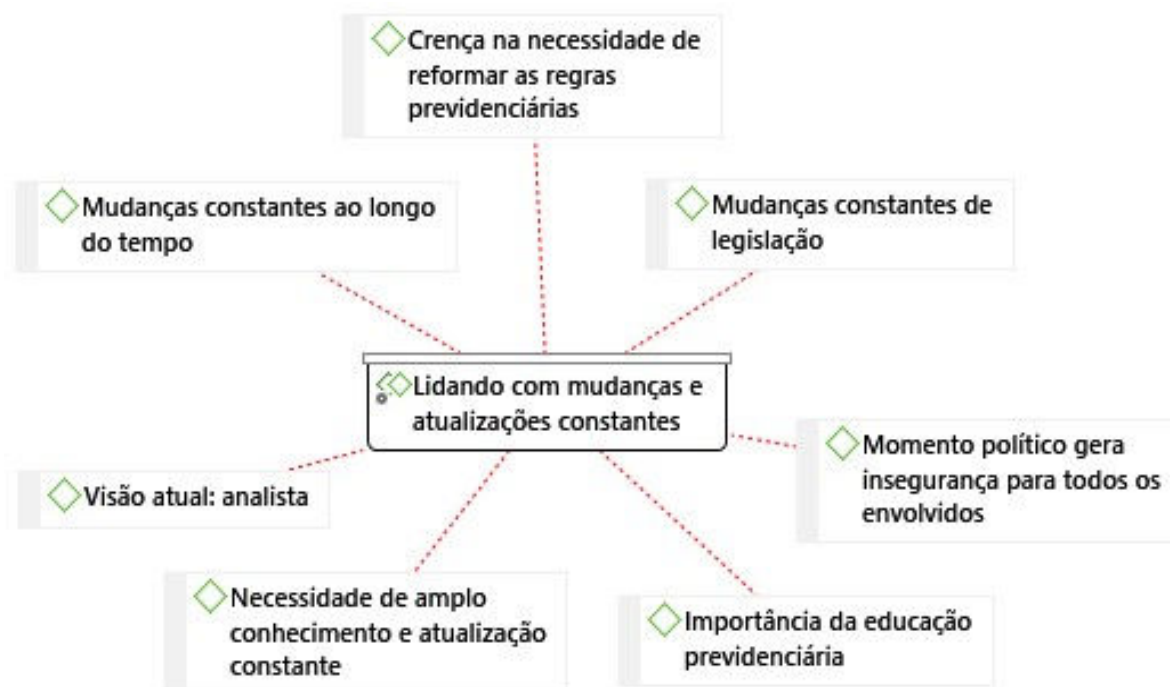 Crença na necessidade de
reformar as regras
previdenciárias
Mudanças constantes ao longo
do tempo
Mudanças constantes de
legislação
Lidando com mudanças e
atualizações constantes
Momento político gera
insegurança para todos os
envolvidos
Visão atual: analista
Necessidade de amplo
conhecimento e atualização
constante
Importância da educação
previdenciária